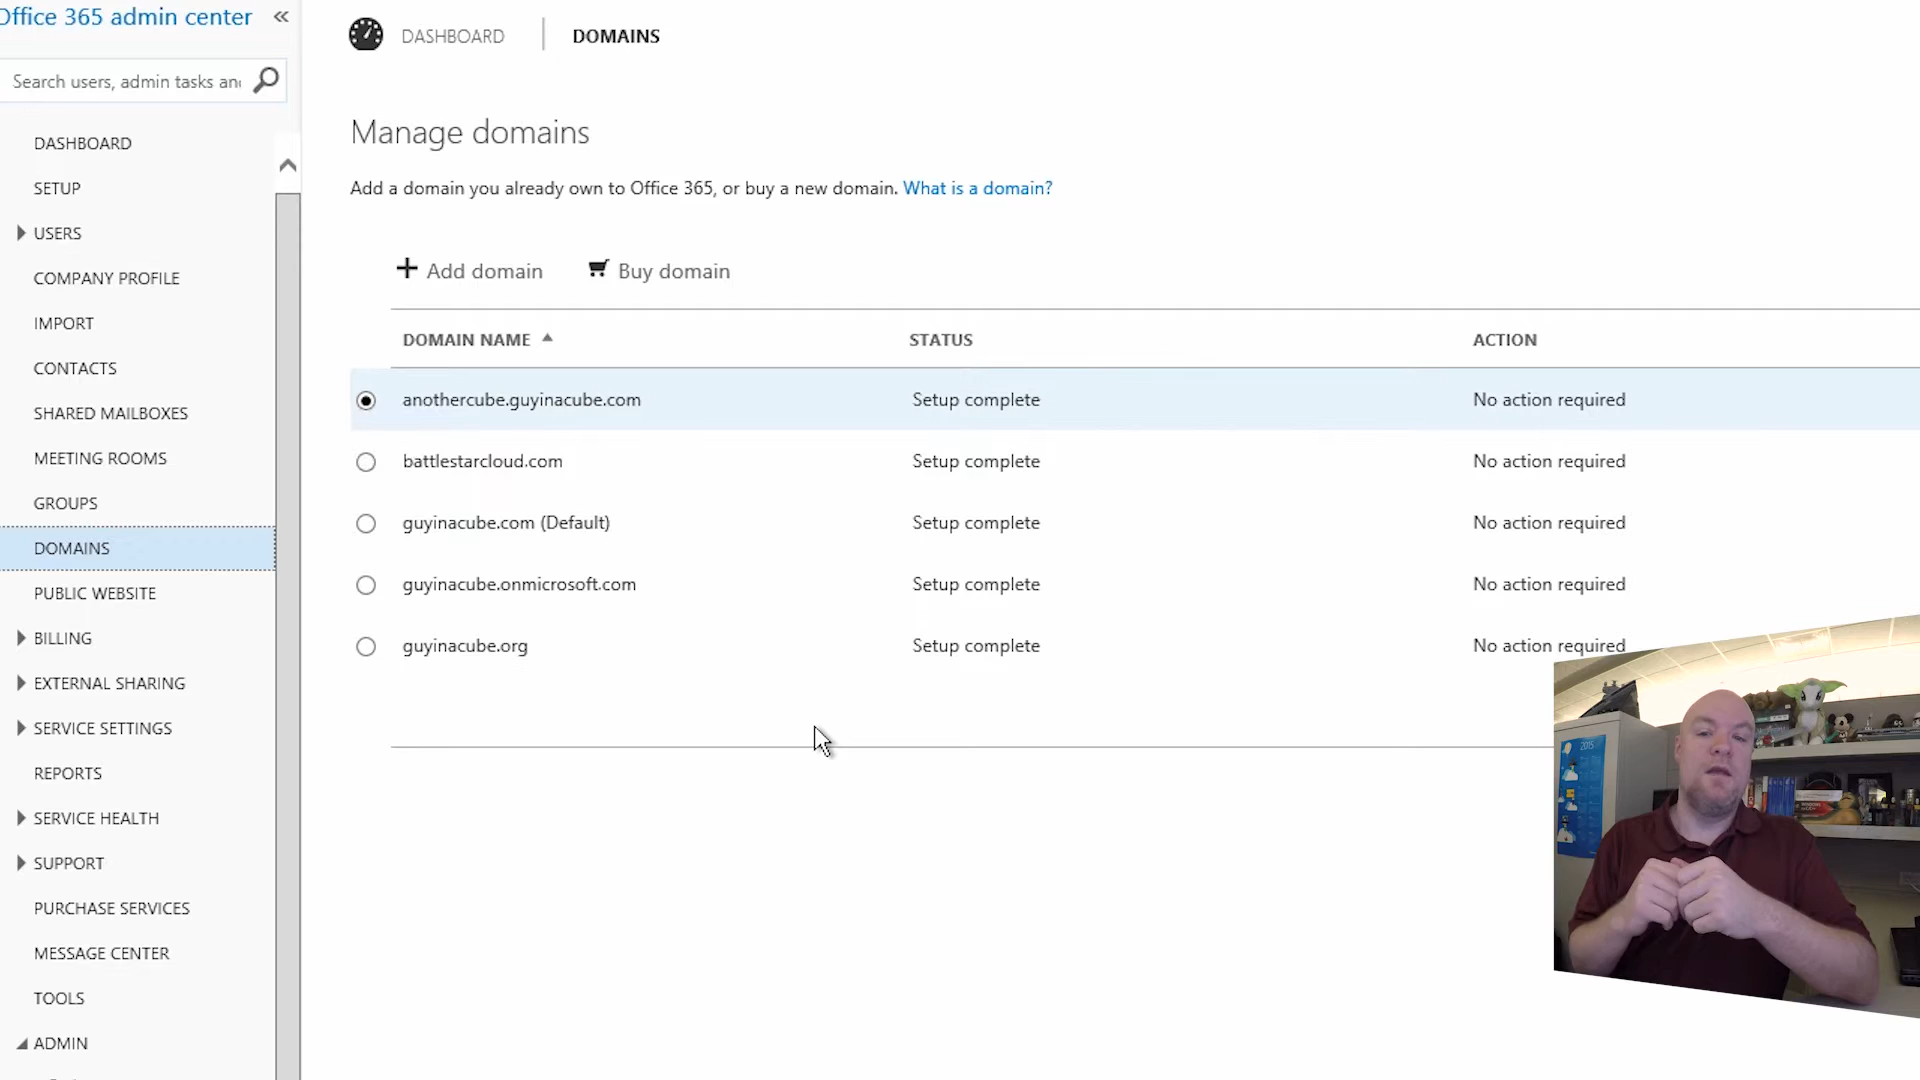 Office 365 admin center «
DASHBOARD
DOMAINS
Search users, admin tasks an
DASHBOARD
SETUP
USERS
COMPANY PROFILE
IMPORT
CONTACTS
SHARED MAILBOXES
MEETING ROOMS
GROUPS
DOMAINS
PUBLIC WEBSITE
BILLING
EXTERNAL SHARING
SERVICE SETTINGS
REPORTS
SERVICE HEALTH
SUPPORT
PURCHASE SERVICES
MESSAGE CENTER
TOOLS
ADMIN
Manage domains
Add a domain you already own to Office 365, or buy a new domain. What is a domain?
Add domain Buy domain
DOMAIN NAME STATUS ACTION
anothercube.guyinacube.com Setup complete No action required
battlestarcloud.com Setup complete No action required
guyinacube.com (Default) Setup complete No action required
guyinacube.onmicrosoft.com Setup complete No action required
guyinacube.org Setup complete No action required
2015